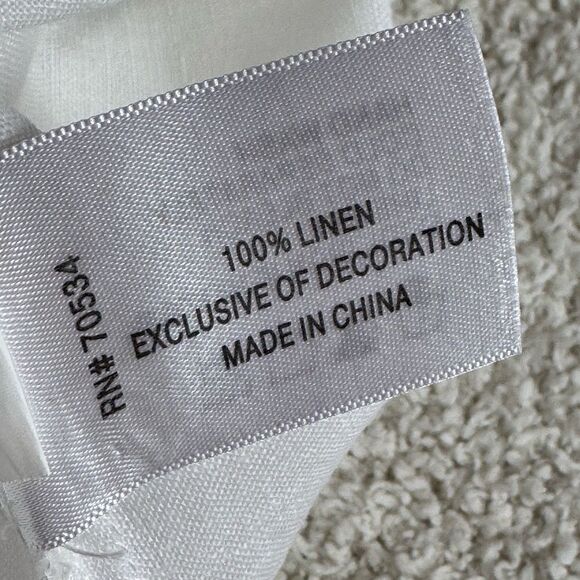 100% LINEN
EXCLUSIVE OF DECORATION
MADE IN CHINA
RN# 70534